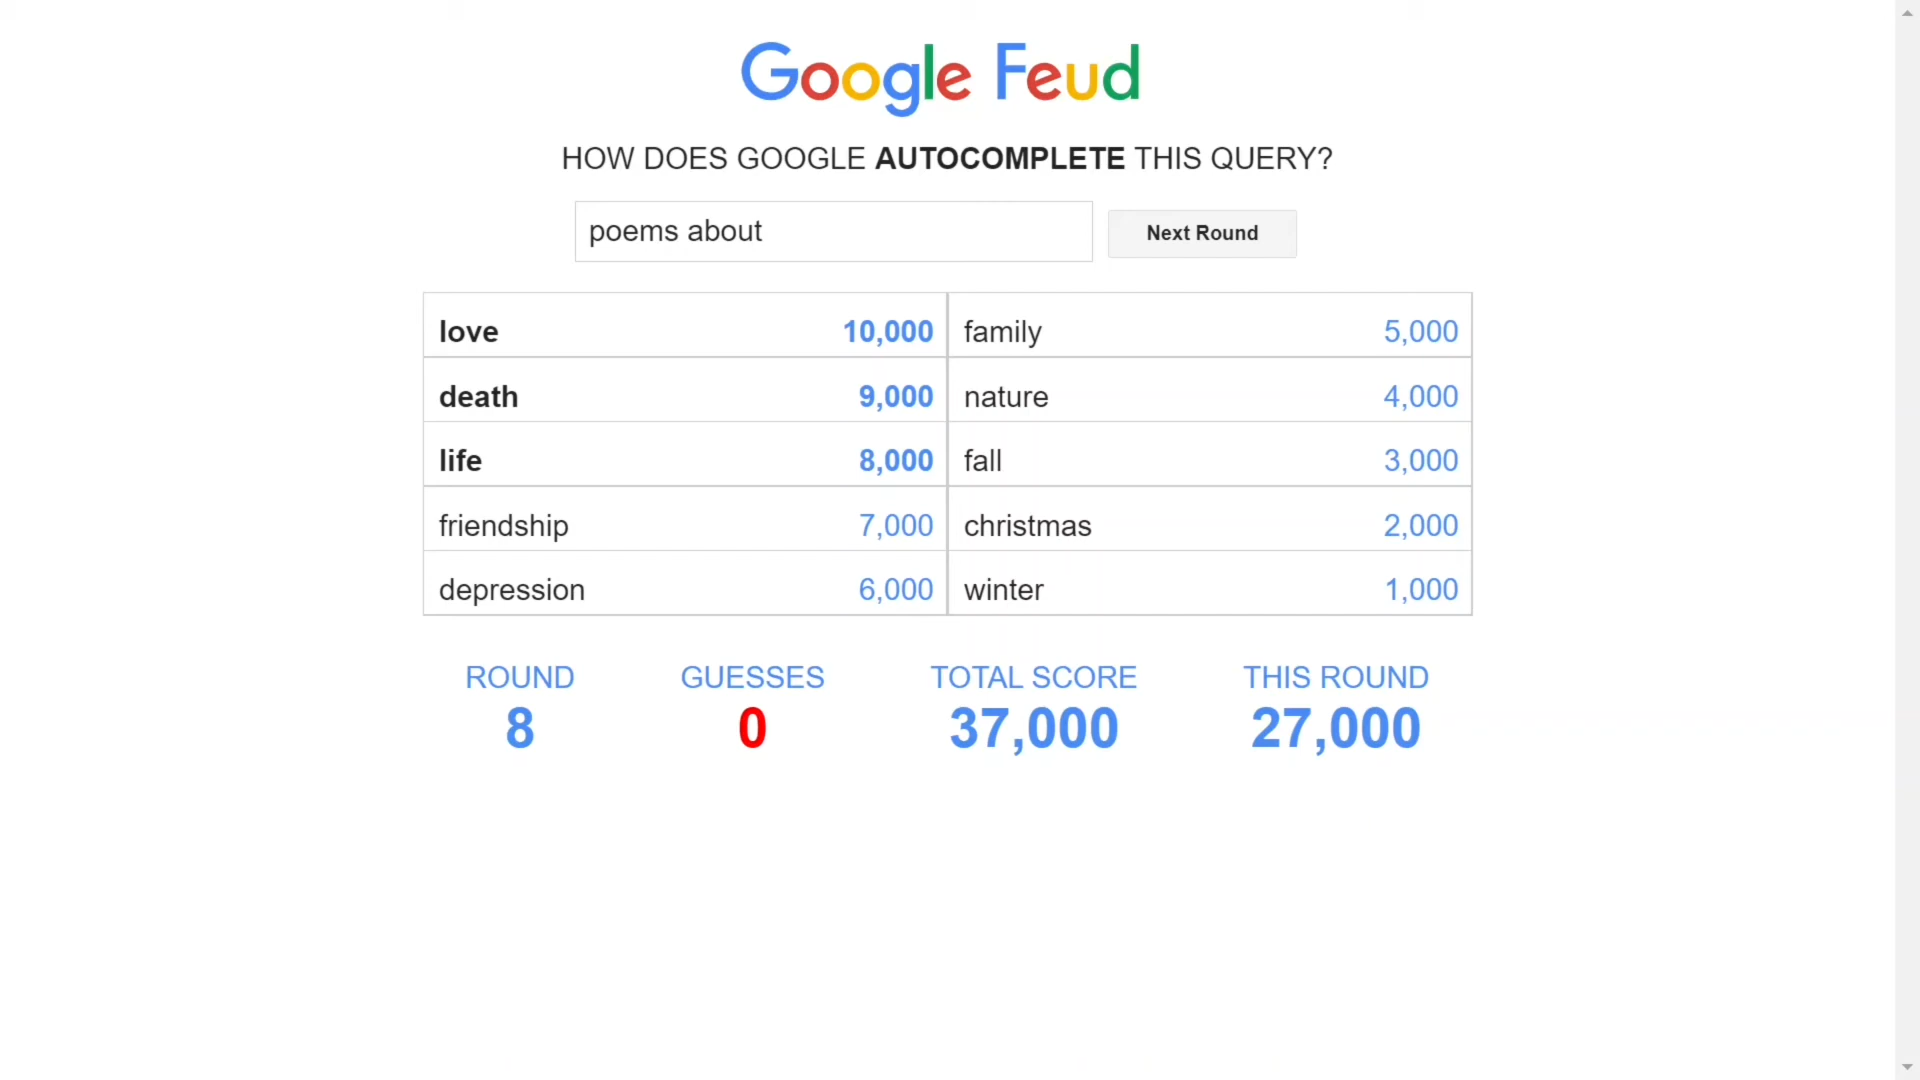 Google Feud
HOW DOES GOOGLE AUTOCOMPLETE THIS QUERY?
poems about
Next Round
love 10,000 family 5,000
death 9,000 nature 4,000
life 8,000 fall 3,000
friendship 7,000 christmas 2,000
depression 6,000 winter 1,000
ROUND GUESSES TOTAL SCORE THIS ROUND
8 0 37,000 27,000